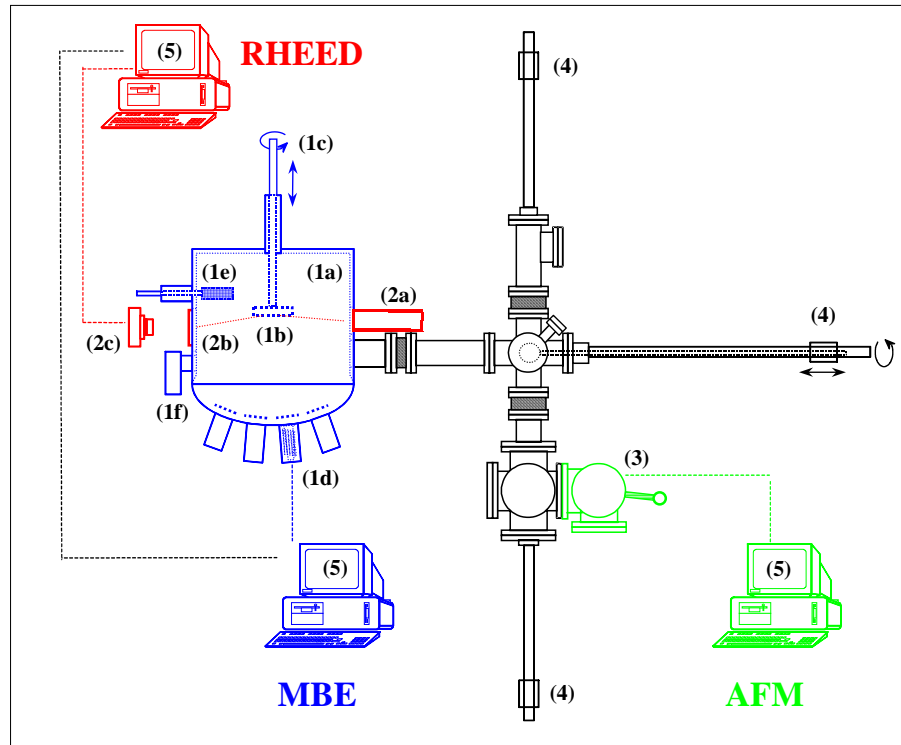 (5)
RHEED
(4)
(1c)
(1e)
(1a)
(2a)
(1b)
(4)
(2c)
(2b)
(1f)
(3)
(1d)
(5)
(5)
MBE
(4)
AFM